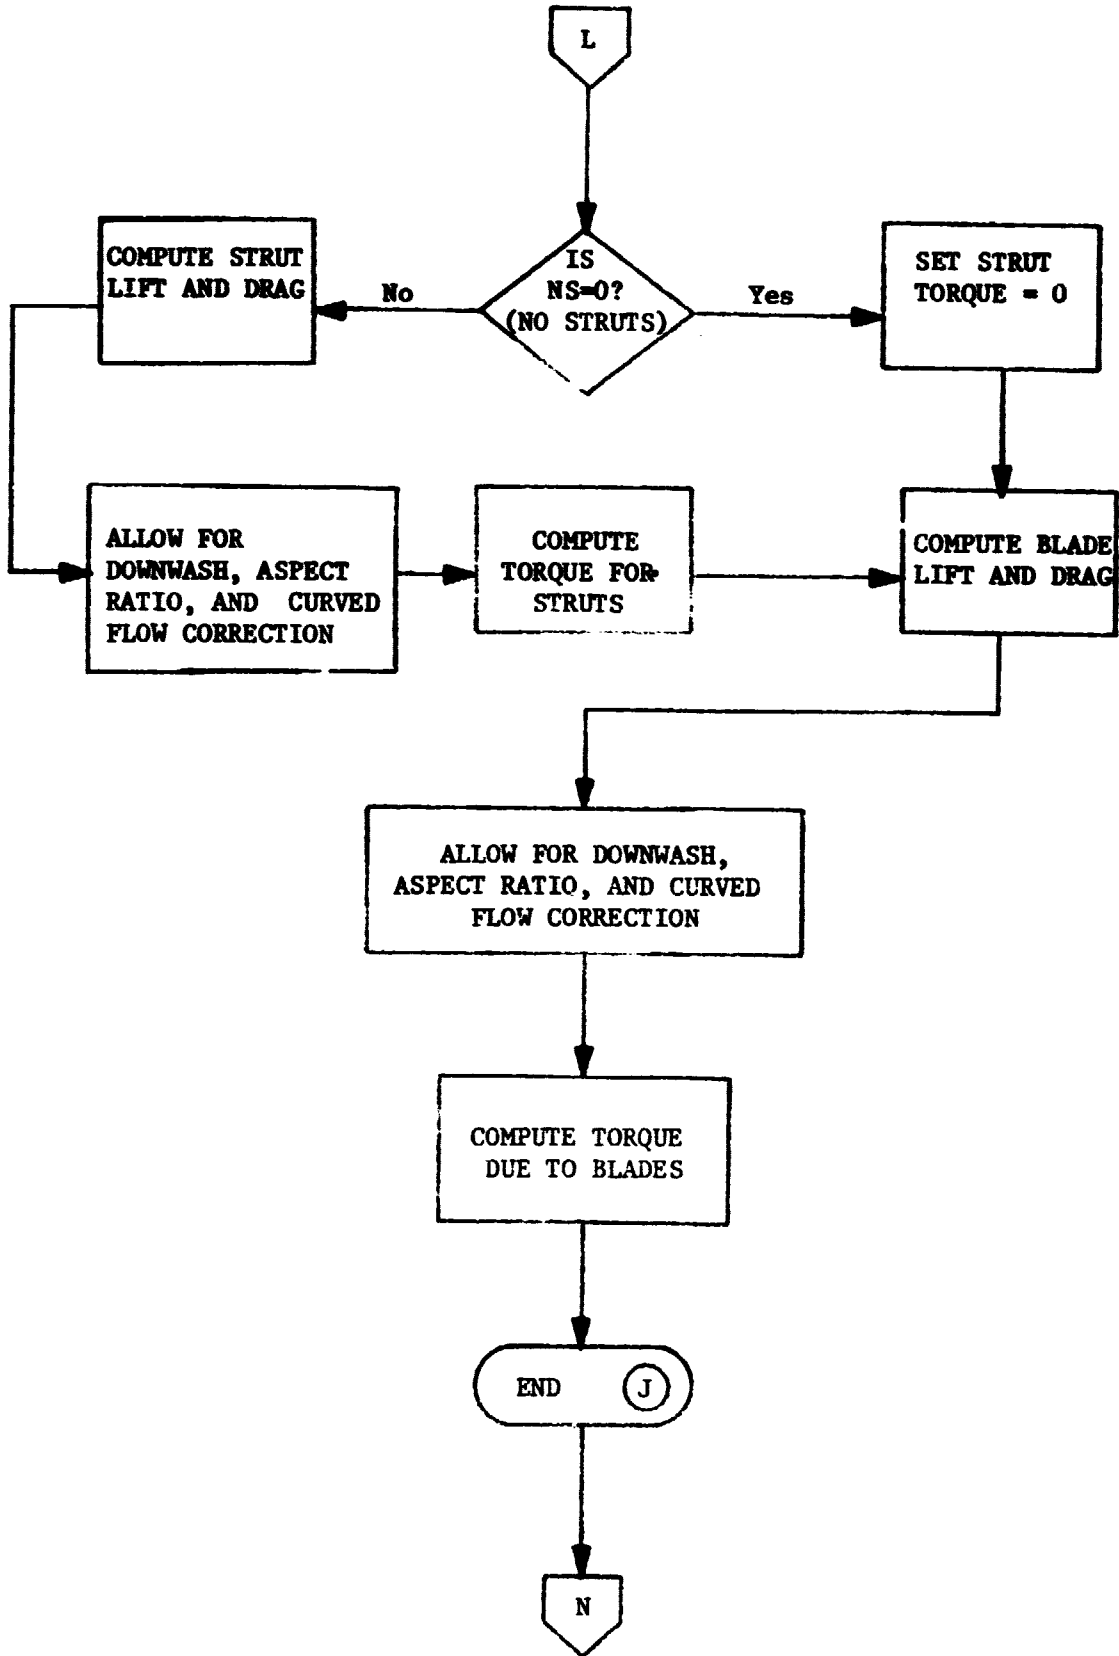 L
IS
NS=0?
(NO STRUTS)
No
Yes
COMPUTE STRUT
LIFT AND DRAG
SET STRUT
TORQUE = 0
ALLOW FOR
DOWNWASH, ASPECT
RATIO, AND CURVED
FLOW CORRECTION
COMPUTE
TORQUE FOR
STRUTS
COMPUTE BLADE
LIFT AND DRAG
ALLOW FOR DOWNWASH,
ASPECT RATIO, AND CURVED
FLOW CORRECTION
COMPUTE TORQUE
DUE TO BLADES
END J
N